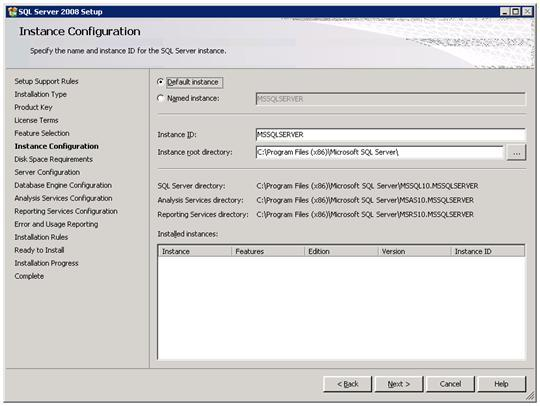 SQL Server 2008 Setup
Instance Configuration
Specify the name and instance ID for the SQL Server instance.
Setup Support Rules
Installation Type
Product Key
License Terms
Feature Selection
Instance Configuration
Disk Space Requirements
Server Configuration
Database Engine Configuration
Analysis Services Configuration
Reporting Services Configuration
Error and Usage Reporting
Installation Rules
Ready to Install
Installation Progress
Complete
Default instance
Named instance: MSSQLSERVER
Instance ID: MSSQLSERVER
Instance root directory: C:\Program Files (x86)\Microsoft SQL Server\ ...
SQL Server directory: C:\Program Files (x86)\Microsoft SQL Server\MSSQL10.MSSQLSERVER
Analysis Services directory: C:\Program Files (x86)\Microsoft SQL Server\MSAS10.MSSQLSERVER
Reporting Services directory: C:\Program Files (x86)\Microsoft SQL Server\MSRS10.MSSQLSERVER
Installed instances:
Instance Features Edition Version Instance ID
< Back Next > Cancel Help